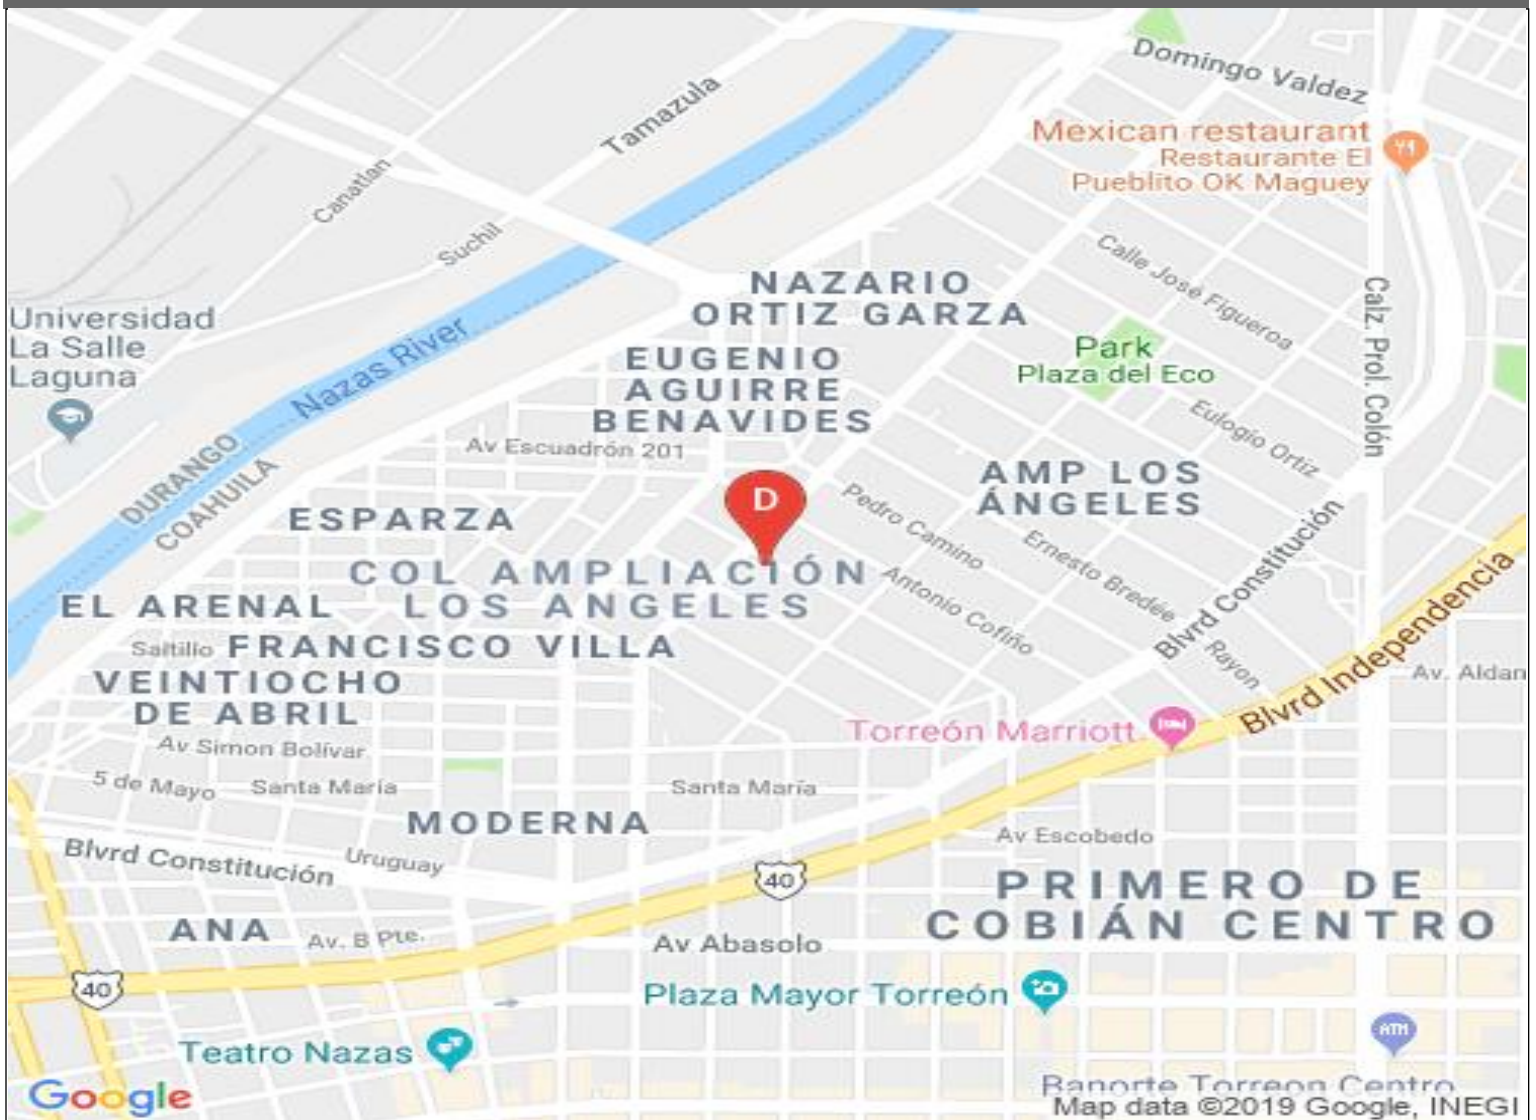 Domingo Valdez
Tamazula
Mexican restaurant
Restaurante El
Pueblito OK Maguey
Canatlan
Suchil
Calle José Figueroa
NAZARIO
ORTIZ GARZA
Calz. Prol. Colón
Universidad
La Salle
Laguna
Nazas River
Park
Plaza del Eco
EUGENIO
AGUIRRE
BENAVIDES
Eulogio Ortiz
Av Escuadrón 201
DURANGO
COAHUILA
AMP LOS
ÁNGELES
D
Pedro Camino
ESPARZA
Ernesto Bredée
Blvrd Constitución
COL AMPLIACIÓN
LOS ANGELES
Antonio Cofiño
EL ARENAL
Blvrd Independencia
Saltillo
FRANCISCO VILLA
Rayon
Av. Aldan
VEINTIOCHO
DE ABRIL
Torreón Marriott
Av Simon Bolívar
5 de Mayo
Santa María
Santa María
MODERNA
Av Escobedo
Blvrd Constitución
Uruguay
40
PRIMERO DE
COBIÁN CENTRO
ANA
Av. B Pte.
Av Abasolo
40
Plaza Mayor Torreón
ATM
Teatro Nazas
Google
Banorte Torreon Centro
Map data ©2019 Google, INEGI